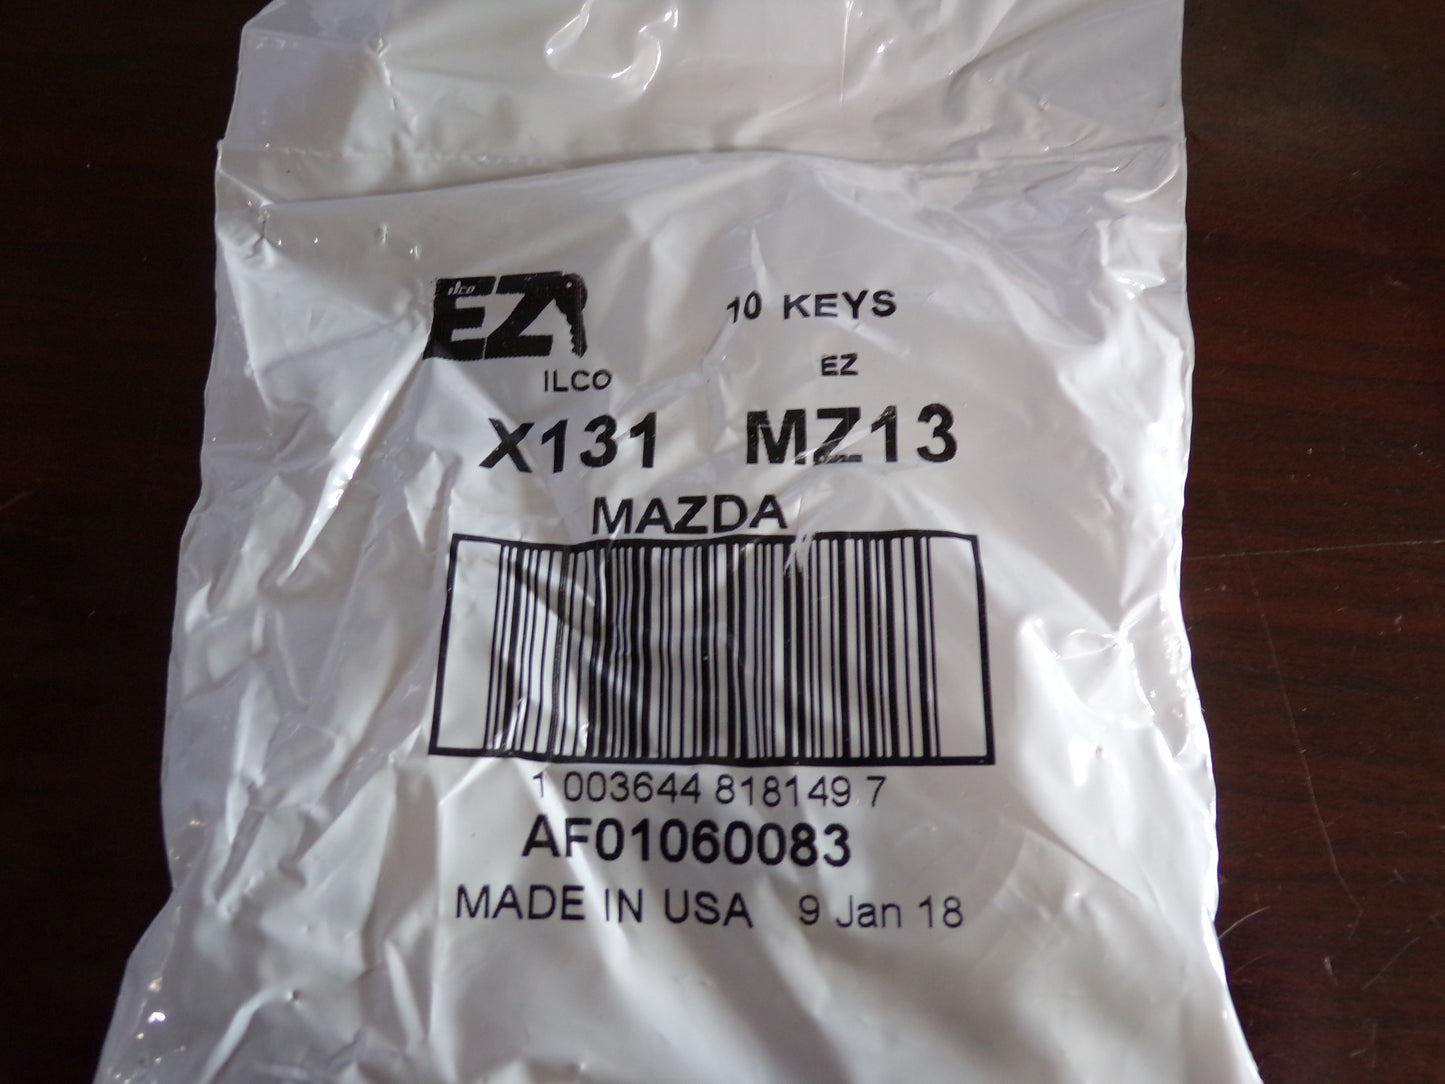 ilco
EZ 10 KEYS
ILCO EZ
X131 MZ13
MAZDA
1 003644 818149 7
AF01060083
MADE IN USA 9 Jan 18